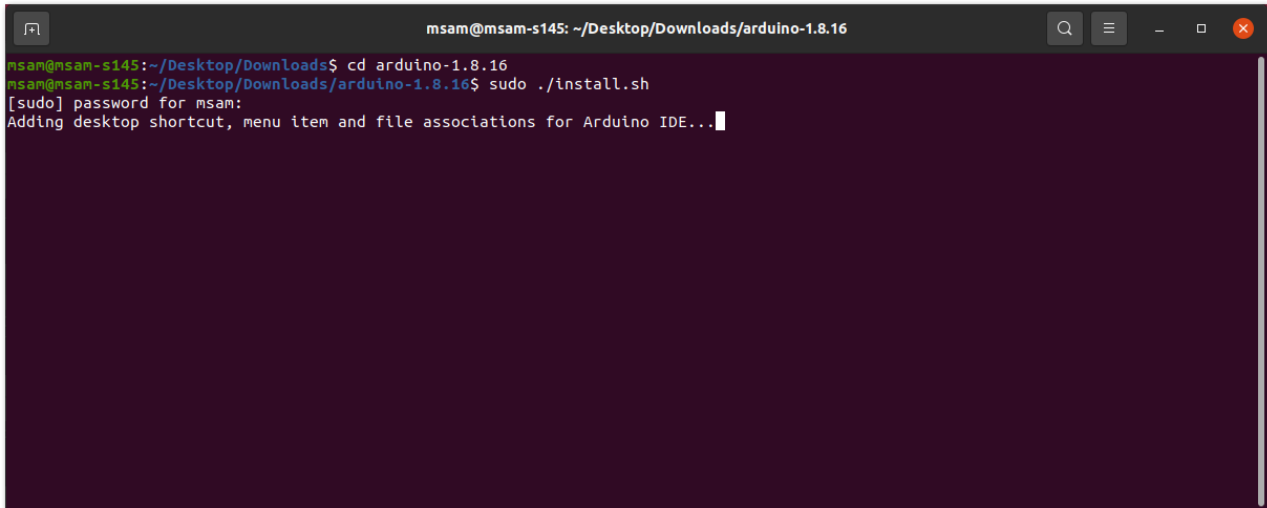 msam@msam-s145: ~/Desktop/Downloads/arduino-1.8.16
msam@msam-s145:~/Desktop/Downloads$ cd arduino-1.8.16
msam@msam-s145:~/Desktop/Downloads/arduino-1.8.16$ sudo ./install.sh
[sudo] password for msam:
Adding desktop shortcut, menu item and file associations for Arduino IDE...